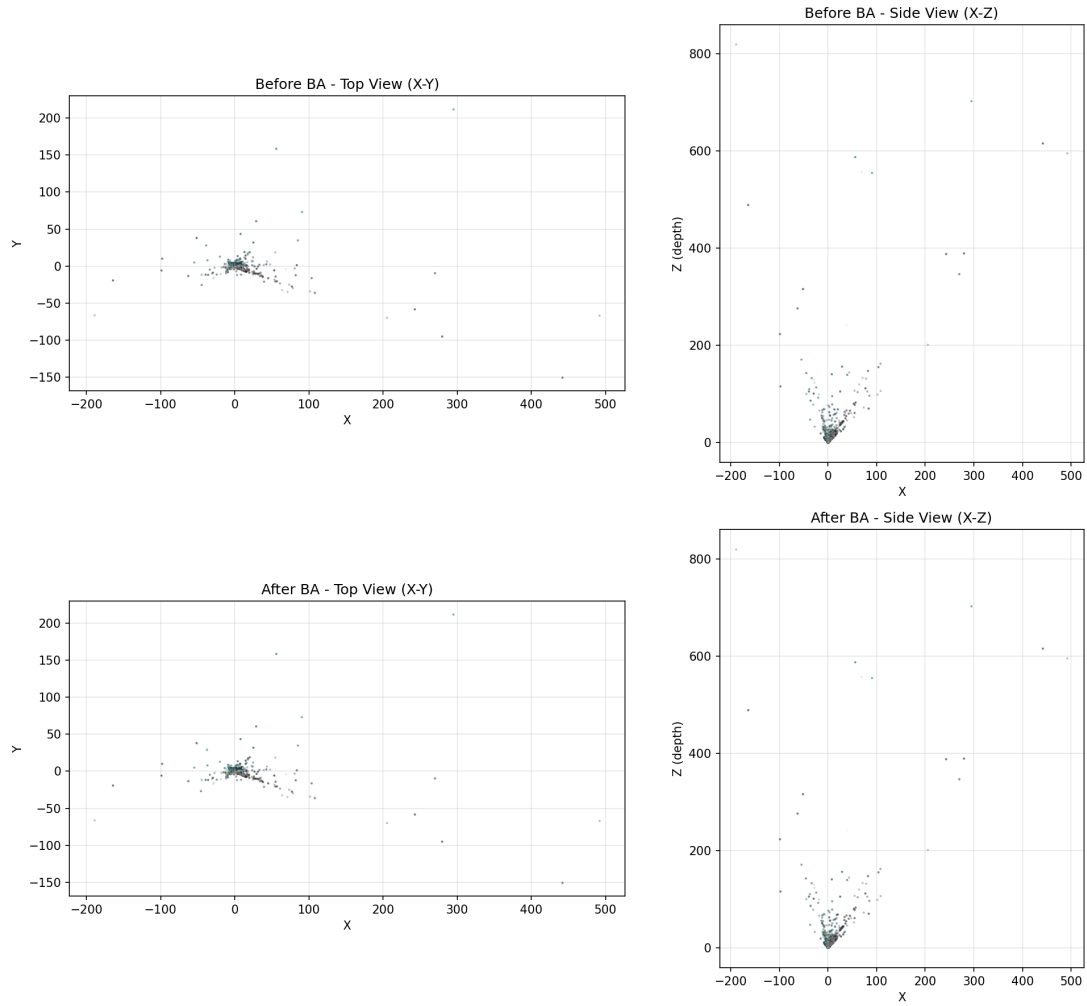 Before BA - Top View (X-Y)
200
150
100
50
0
−50
−100
−150
Y
−200 −100 0 100 200 300 400 500
X
Before BA - Side View (X-Z)
800
600
400
200
0
Z (depth)
−200 −100 0 100 200 300 400 500
X
After BA - Top View (X-Y)
200
150
100
50
0
−50
−100
−150
Y
−200 −100 0 100 200 300 400 500
X
After BA - Side View (X-Z)
800
600
400
200
0
Z (depth)
−200 −100 0 100 200 300 400 500
X